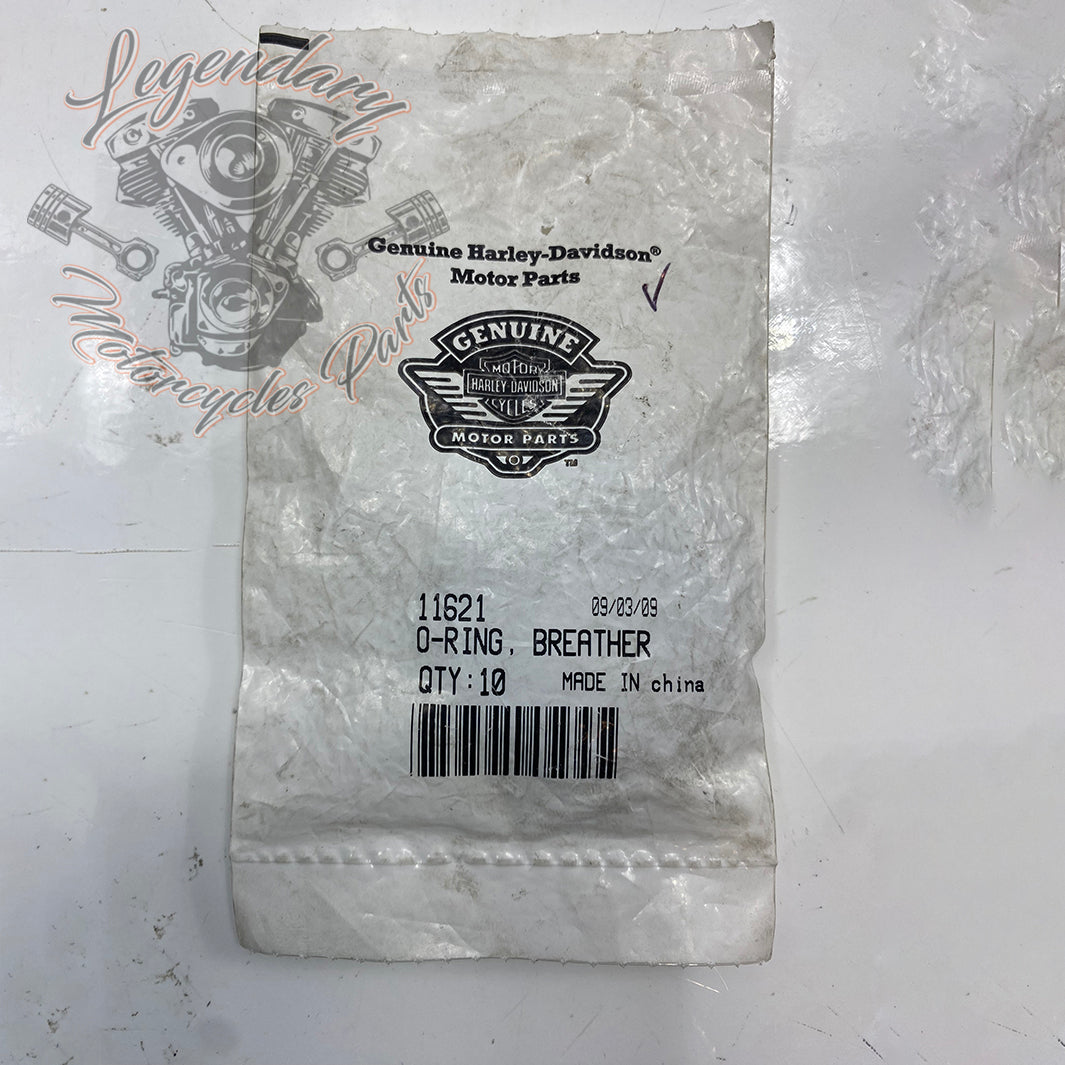 Legendary
Motorcycles Parts
Genuine Harley-Davidson®
Motor Parts
GENUINE
MOTOR
HARLEY-DAVIDSON
CYCLES
MOTOR PARTS
TM
11621 09/03/09
O-RING, BREATHER
QTY:10 MADE IN china